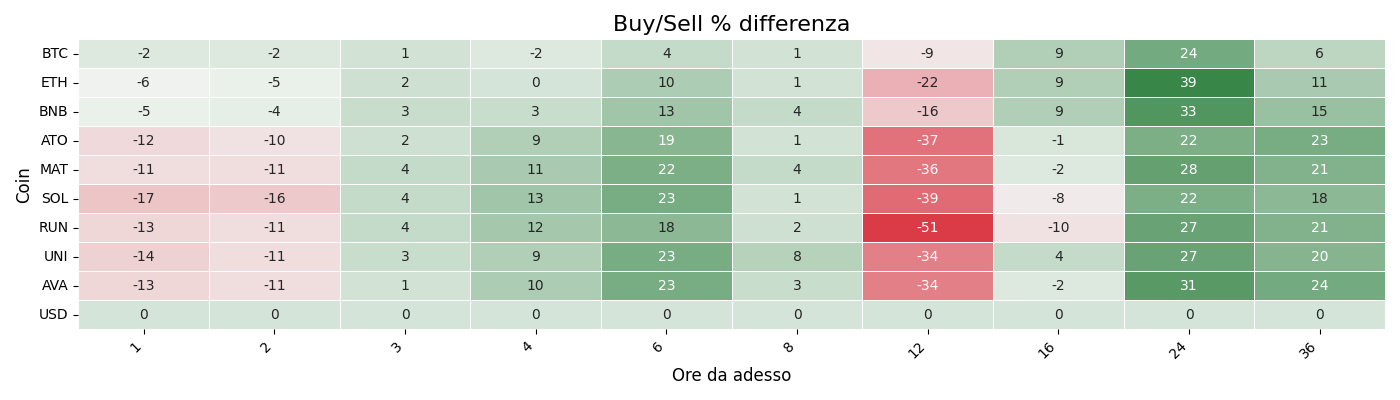 Buy/Sell % differenza
Coin
BTC -2 -2 1 -2 4 1 -9 9 24 6
ETH -6 -5 2 0 10 1 -22 9 39 11
BNB -5 -4 3 3 13 4 -16 9 33 15
ATO -12 -10 2 9 19 1 -37 -1 22 23
MAT -11 -11 4 11 22 4 -36 -2 28 21
SOL -17 -16 4 13 23 1 -39 -8 22 18
RUN -13 -11 4 12 18 2 -51 -10 27 21
UNI -14 -11 3 9 23 8 -34 4 27 20
AVA -13 -11 1 10 23 3 -34 -2 31 24
USD 0 0 0 0 0 0 0 0 0 0
1 2 3 4 6 8 12 16 24 36
Ore da adesso